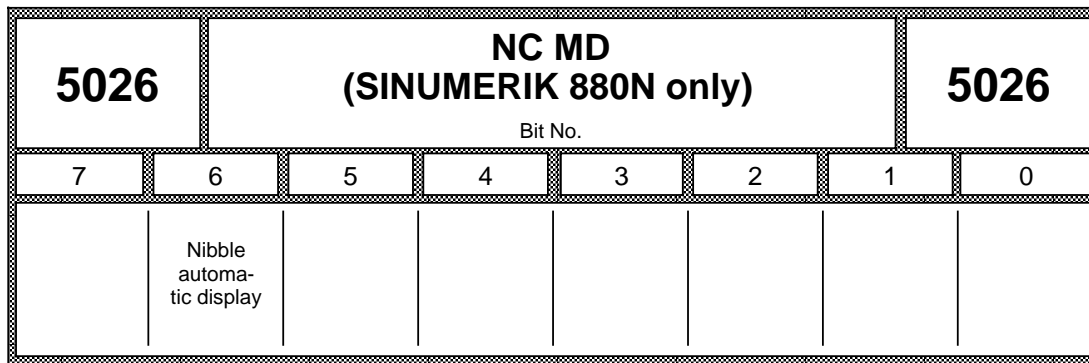 5026
NC MD
(SINUMERIK 880N only)
Bit No.
5026
7 6 5 4 3 2 1 0
Nibble
automa-
tic display